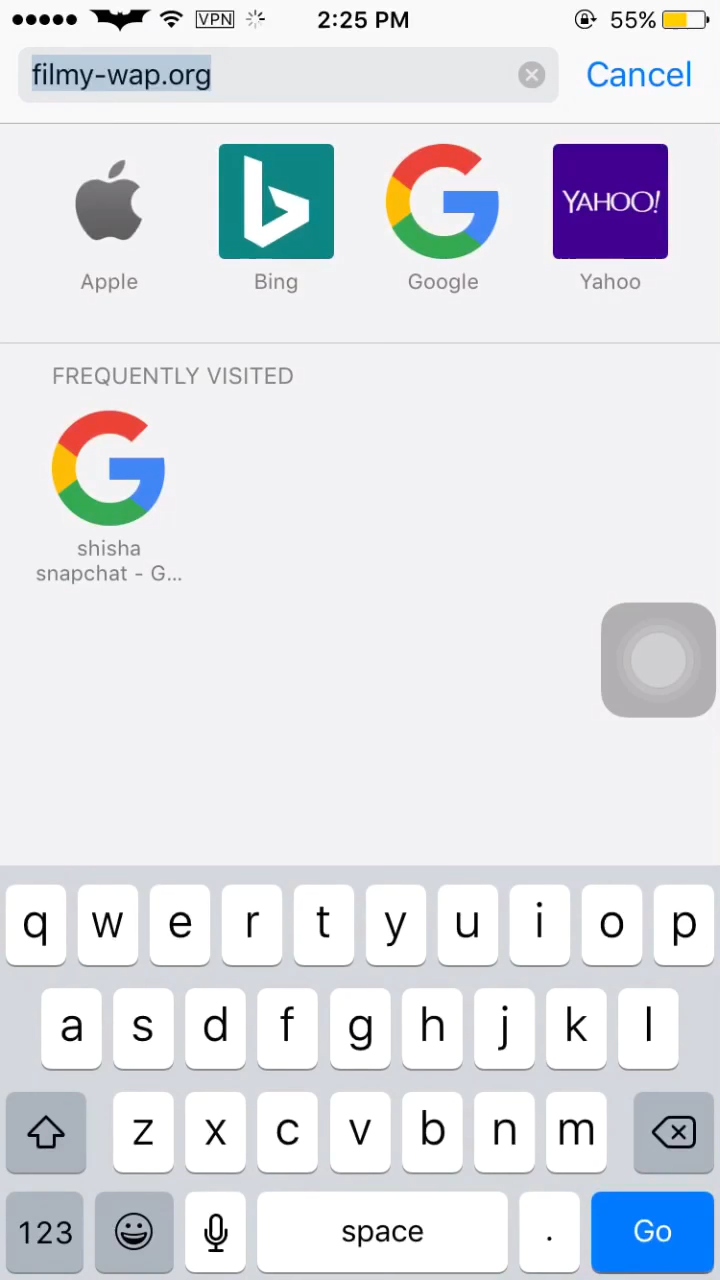 VPN 2:25 PM 55%
filmy-wap.org Cancel
YAHOO!
Apple Bing Google Yahoo
FREQUENTLY VISITED
shisha
snapchat - G...
q w e r t y u i o p
a s d f g h j k l
z x c v b n m
123 space . Go